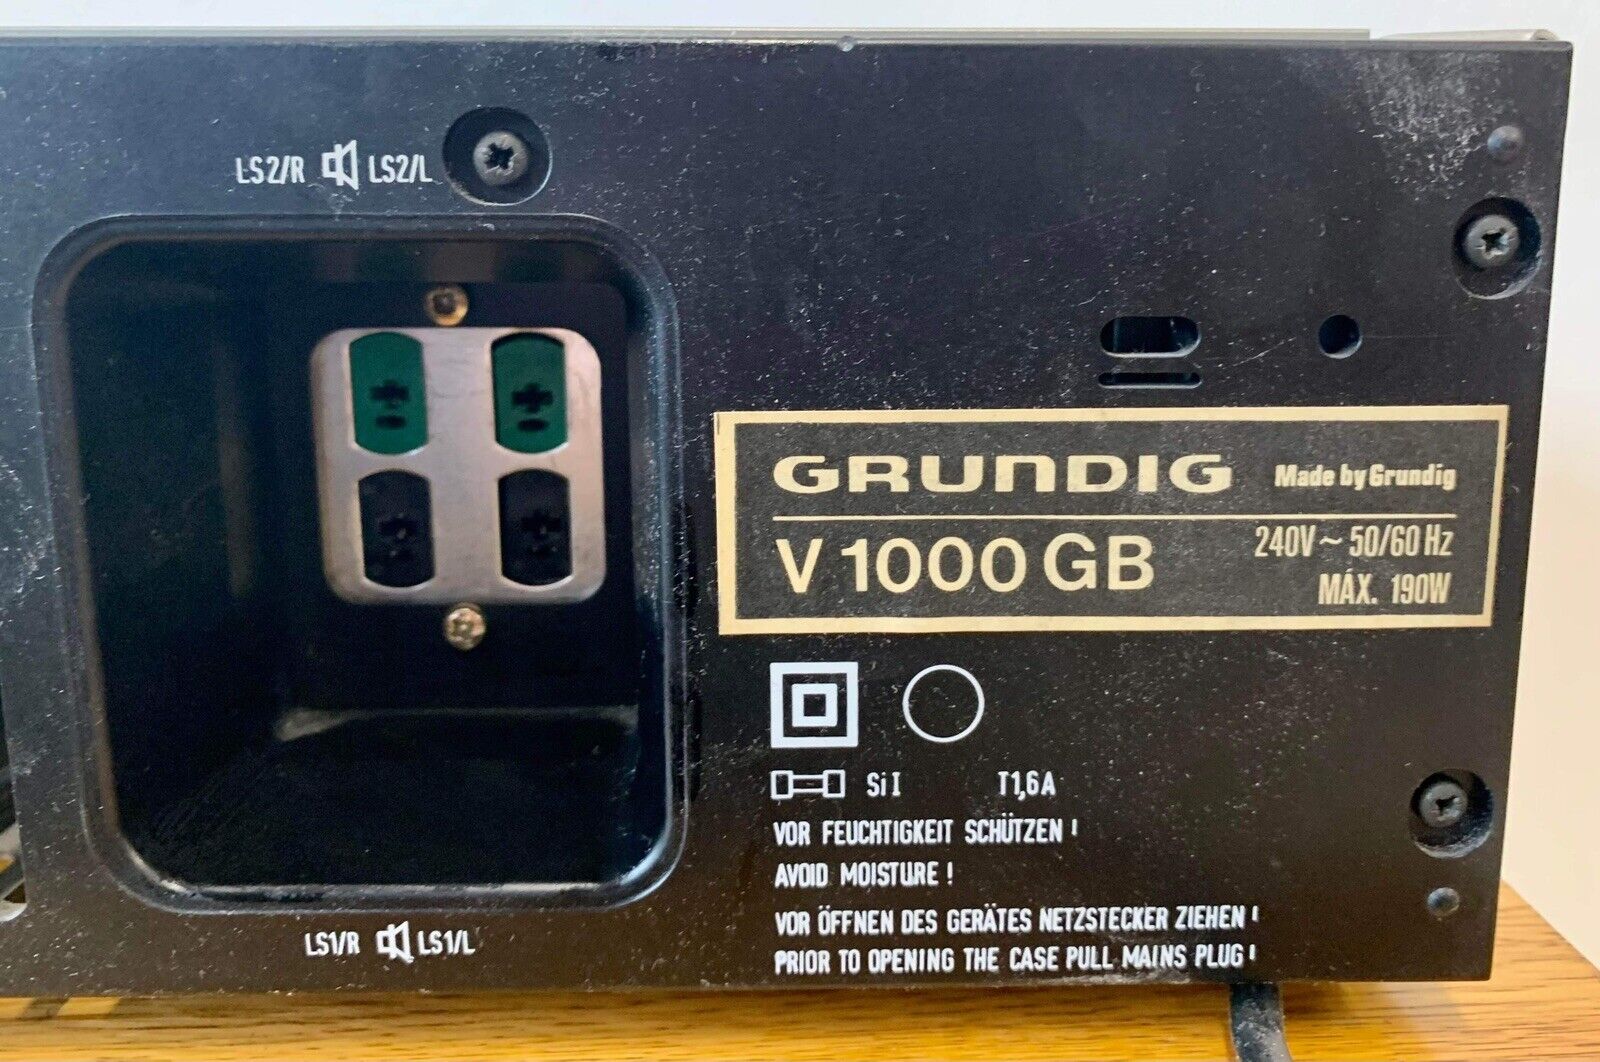 LS2/R LS2/L
GRUNDIG Made by Grundig
V 1000 GB 240V~ 50/60 Hz
MÁX. 190W
Si I T1,6A
VOR FEUCHTIGKEIT SCHÜTZEN !
AVOID MOISTURE !
VOR ÖFFNEN DES GERÄTES NETZSTECKER ZIEHEN !
PRIOR TO OPENING THE CASE PULL MAINS PLUG !
LS1/R LS1/L